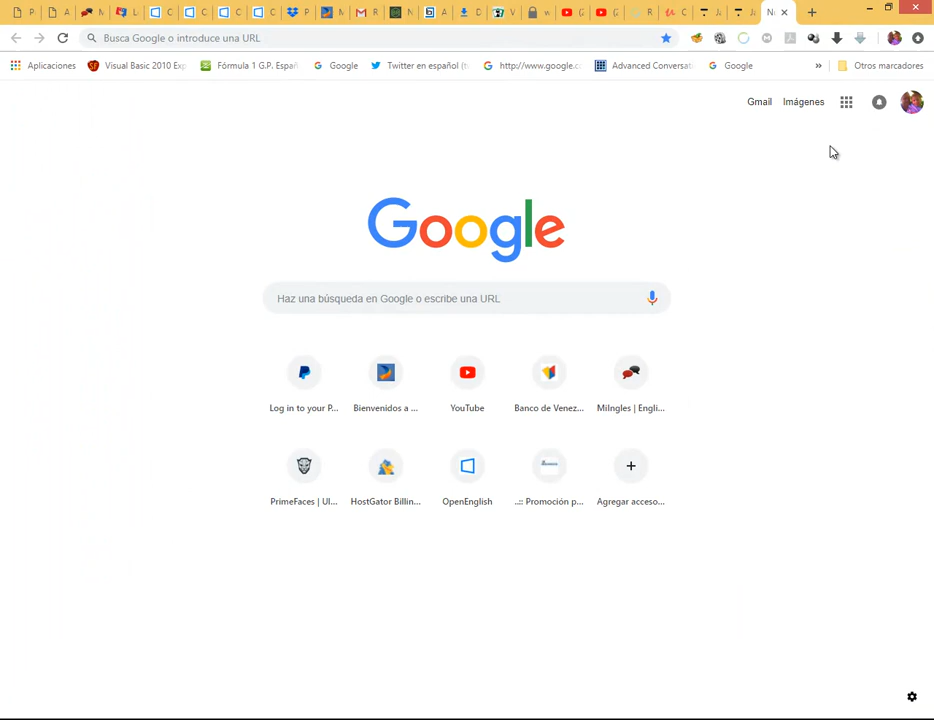 Busca Google o introduce una URL
Aplicaciones
Visual Basic 2010 Exp
Fórmula 1 G.P. Españ
Google
Twitter en español (t
http://www.google.c
Advanced Conversat
Google
»
Otros marcadores
Gmail
Imágenes
Google
Haz una búsqueda en Google o escribe una URL
Log in to your P...
Bienvenidos a ...
YouTube
Banco de Venez...
MiIngles | Engli...
PrimeFaces | UI...
HostGator Billin...
OpenEnglish
..:: Promoción p...
Agregar acceso...